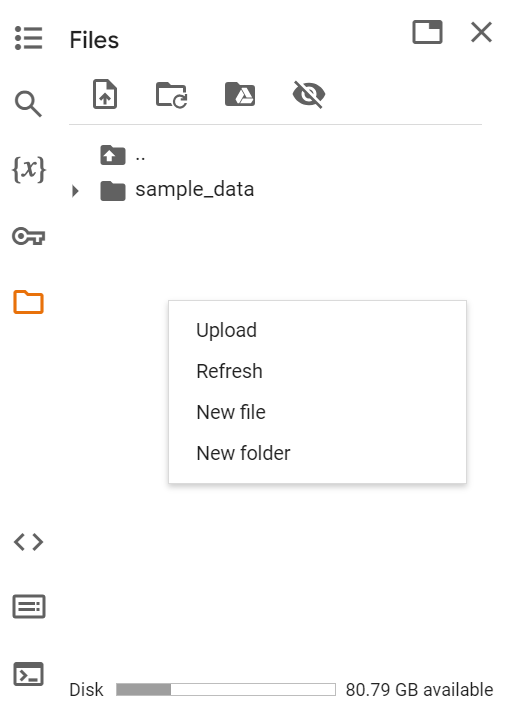 Files
{x}
..
sample_data
Upload
Refresh
New file
New folder
Disk 80.79 GB available